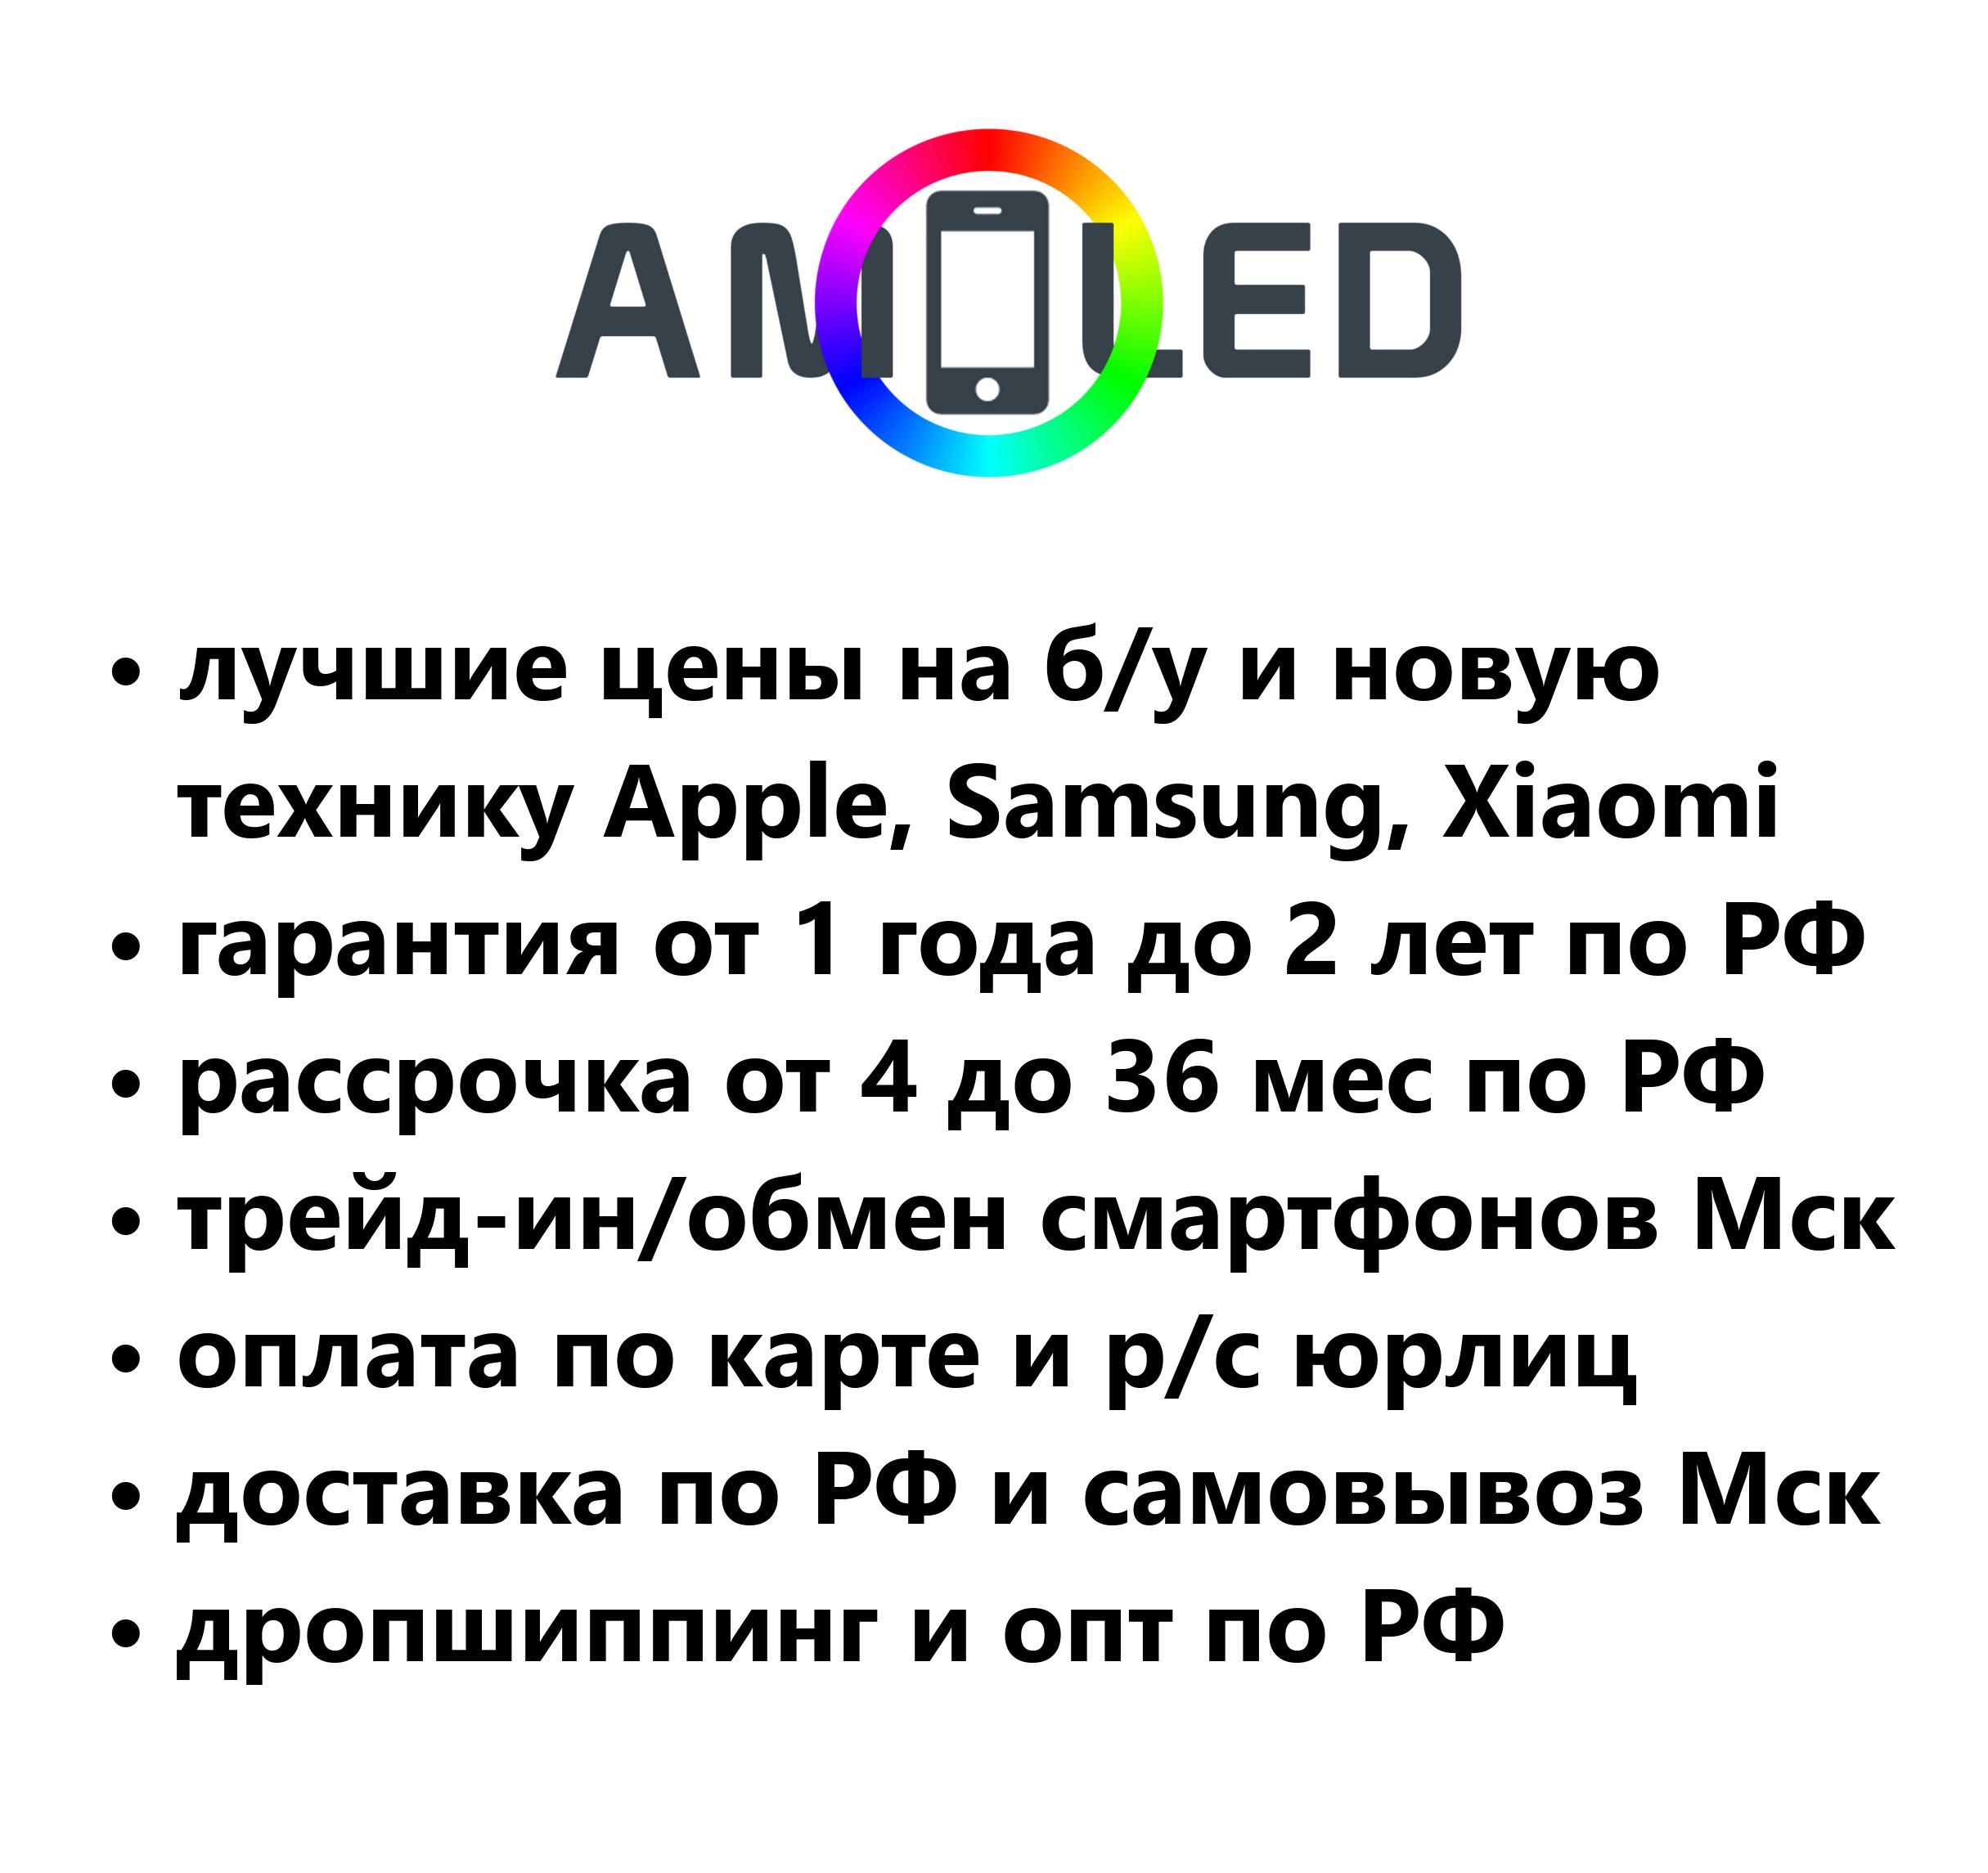 AMOLED
• лучшие цены на б/у и новую
технику Apple, Samsung, Xiaomi
• гарантия от 1 года до 2 лет по РФ
• рассрочка от 4 до 36 мес по РФ
• трейд-ин/обмен смартфонов Мск
• оплата по карте и р/с юрлиц
• доставка по РФ и самовывоз Мск
• дропшиппинг и опт по РФ